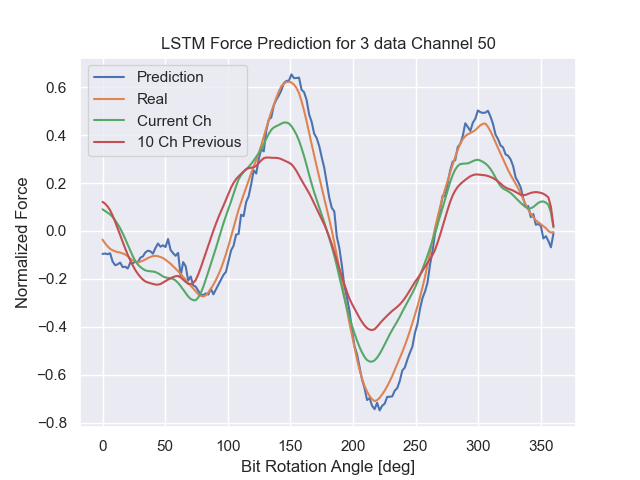 LSTM Force Prediction for 3 data Channel 50
Prediction
Real
Current Ch
10 Ch Previous
Normalized Force
0.6
0.4
0.2
0.0
−0.2
−0.4
−0.6
−0.8
0 50 100 150 200 250 300 350
Bit Rotation Angle [deg]